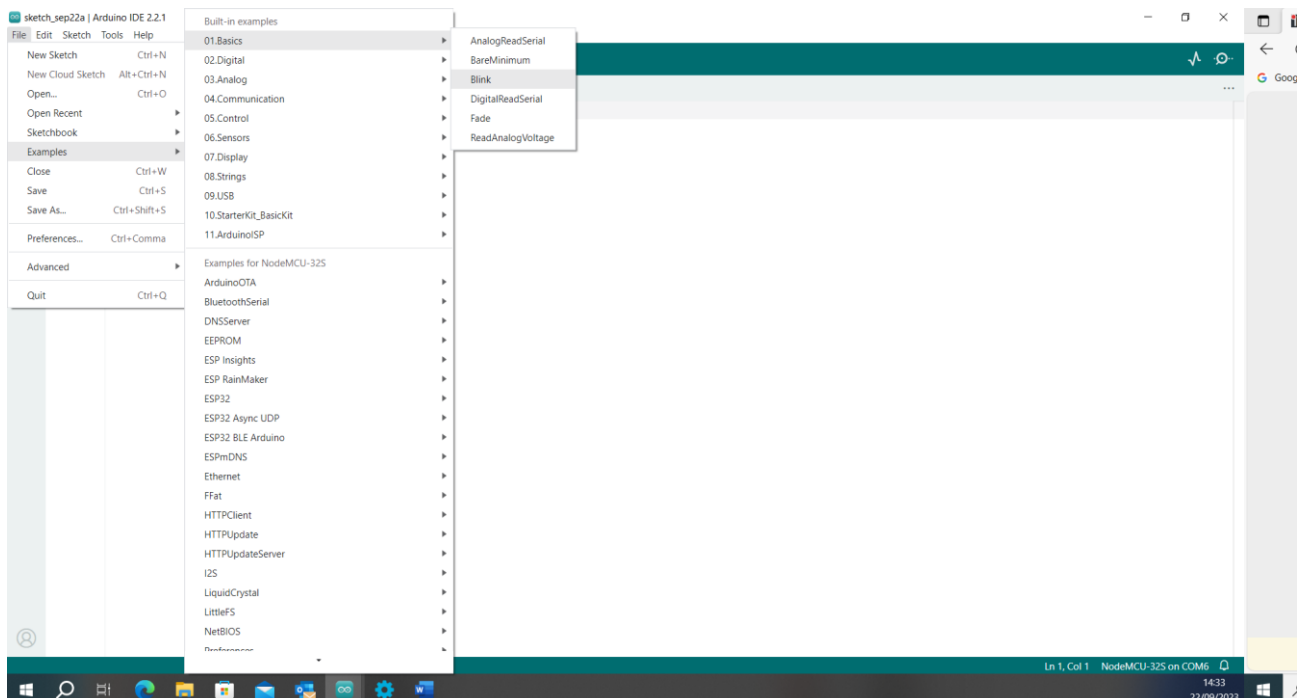 sketch_sep22a | Arduino IDE 2.2.1
File Edit Sketch Tools Help
New Sketch Ctrl+N
New Cloud Sketch Alt+Ctrl+N
Open... Ctrl+O
Open Recent
Sketchbook
Examples
Close Ctrl+W
Save Ctrl+S
Save As... Ctrl+Shift+S
Preferences... Ctrl+Comma
Advanced
Quit Ctrl+Q
Built-in examples
01.Basics
02.Digital
03.Analog
04.Communication
05.Control
06.Sensors
07.Display
08.Strings
09.USB
10.StarterKit_BasicKit
11.ArduinoISP
Examples for NodeMCU-32S
ArduinoOTA
BluetoothSerial
DNSServer
EEPROM
ESP Insights
ESP RainMaker
ESP32
ESP32 Async UDP
ESP32 BLE Arduino
ESPmDNS
Ethernet
FFat
HTTPClient
HTTPUpdate
HTTPUpdateServer
I2S
LiquidCrystal
LittleFS
NetBIOS
Preferences
AnalogReadSerial
BareMinimum
Blink
DigitalReadSerial
Fade
ReadAnalogVoltage
G Goog
Ln 1, Col 1 NodeMCU-32S on COM6
14:33
22/09/2023